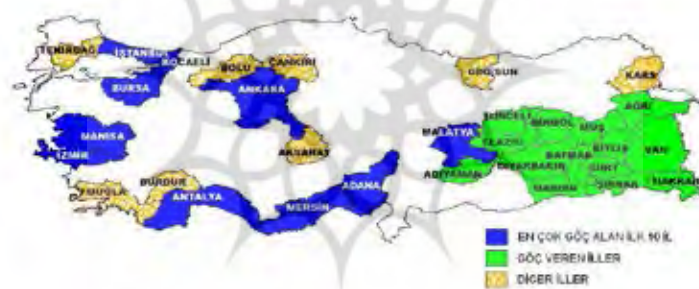 TEKİRDAĞ
İSTANBUL
KOCAELİ
BOLU
ÇANKIRI
BURSA
ANKARA
KARS
AĞRI
MANİSA
İZMİR
AKSARAY
MALATYA
TUNCELİ
BİNGÖL
MUŞ
ELAZIĞ
BİTLİS
VAN
BATMAN
SİİRT
DİYARBAKIR
ADIYAMAN
MARDİN
ŞIRNAK
HAKKARİ
BURDUR
MUĞLA
ANTALYA
MERSİN
ADANA
EN ÇOK GÖÇ ALAN İLK 10 İL
GÖÇ VEREN İLLER
DİĞER İLLER